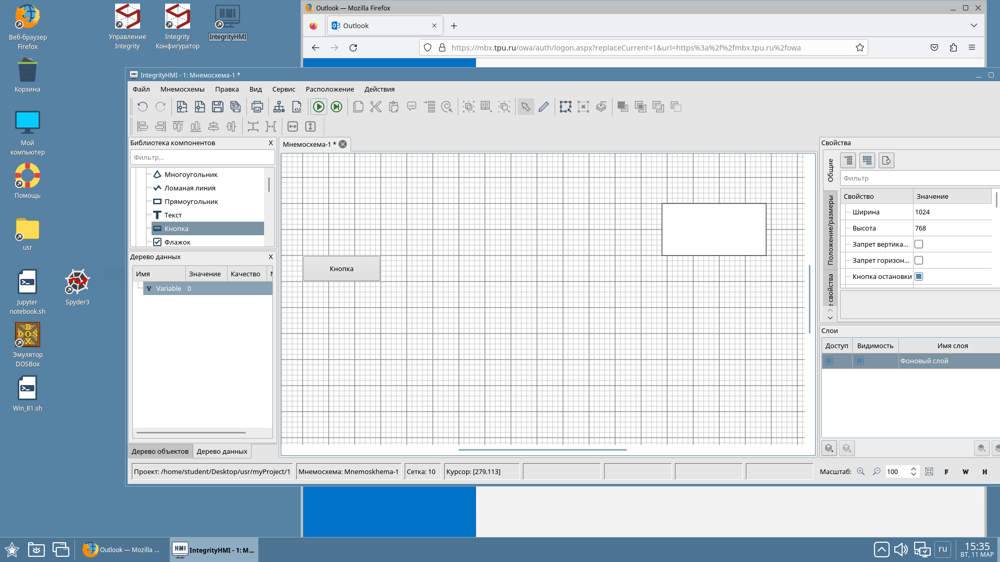 Веб-браузер
Firefox
Управление
Integrity
Integrity
Конфигуратор
HMI
IntegrityHMI
Корзина
Мой
компьютер
Помощь
usr
Jupyter
notebook.sh
Spyder3
B
DOS
X
Эмулятор
DOSBox
Win_81.sh
Outlook — Mozilla Firefox
Outlook
https://mbx.tpu.ru/owa/auth/logon.aspx?replaceCurrent=1&url=https%3a%2f%2fmbx.tpu.ru%2fowa
IntegrityHMI - 1: Мнемосхема-1 *
Файл Мнемосхемы Правка Вид Сервис Расположение Действия
Библиотека компонентов X
Фильтр...
Многоугольник
Ломаная линия
Прямоугольник
Текст
Кнопка
Флажок
Дерево данных X
Имя Значение Качество
V Variable 0
Дерево объектов Дерево данных
Мнемосхема-1 *
Кнопка
Свойства
Общие
Положение/размеры
Фильтр
Свойство Значение
Ширина 1024
Высота 768
Запрет вертика...
Запрет горизон...
Кнопка остановки
свойства
Слои
Доступ Видимость Имя слоя
Фоновый слой
Проект: /home/student/Desktop/usr/myProject/1 Мнемосхема: Mnemoskhema-1 Сетка: 10 Курсор: [279,113] Масштаб: 100 F W H
Outlook — Mozilla ...
HMI IntegrityHMI - 1: М...
ru
15:35
ВТ, 11 МАР